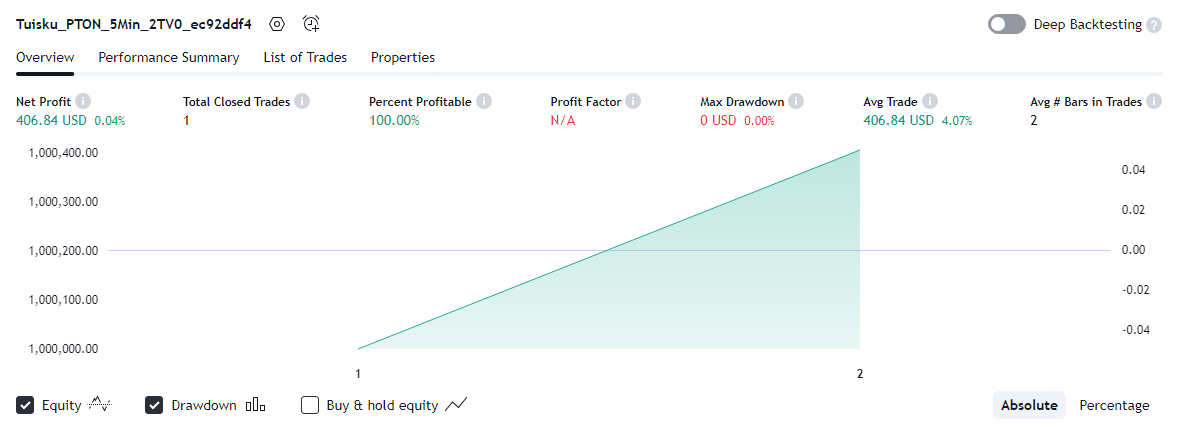 Tuisku_PTON_5Min_2TV0_ec92ddf4
Deep Backtesting ?
Overview Performance Summary List of Trades Properties
Net Profit Total Closed Trades Percent Profitable Profit Factor Max Drawdown Avg Trade Avg # Bars in Trades
406.84 USD 0.04% 1 100.00% N/A 0 USD 0.00% 406.84 USD 4.07% 2
1,000,400.00
0.04
1,000,300.00
0.02
1,000,200.00 0.00
-0.02
1,000,100.00
-0.04
1,000,000.00
1 2
Equity Drawdown Buy & hold equity Absolute Percentage